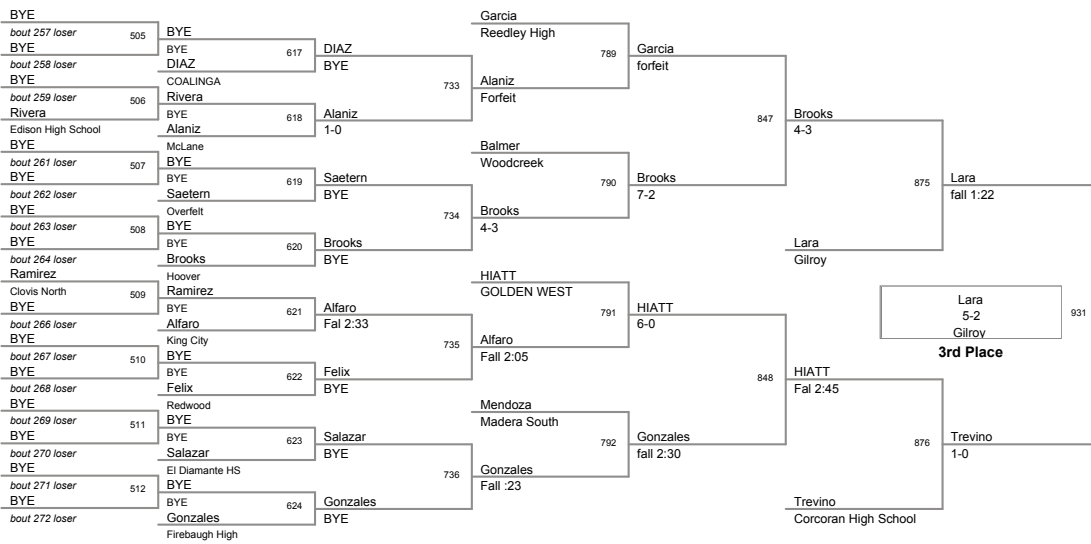 BYE
bout 257 loser
505
BYE
bout 258 loser
BYE
bout 259 loser
506
Rivera
Edison High School
BYE
bout 261 loser
507
BYE
bout 262 loser
BYE
bout 263 loser
508
BYE
bout 264 loser
Ramirez
Clovis North
509
BYE
bout 266 loser
BYE
bout 267 loser
510
BYE
bout 268 loser
BYE
bout 269 loser
511
BYE
bout 270 loser
BYE
bout 271 loser
512
BYE
bout 272 loser
BYE
BYE
617
DIAZ
COALINGA
Rivera
BYE
618
Alaniz
McLane
BYE
BYE
619
Saetern
Overfelt
BYE
BYE
620
Brooks
Hoover
Ramirez
BYE
621
Alfaro
King City
BYE
BYE
622
Felix
Redwood
BYE
BYE
623
Salazar
El Diamante HS
BYE
BYE
624
Gonzales
Firebaugh High
DIAZ
BYE
733
Alaniz
1-0
Saetern
BYE
734
Brooks
BYE
Alfaro
Fal 2:33
735
Felix
BYE
Salazar
BYE
736
Gonzales
BYE
Garcia
Reedley High
789
Alaniz
Forfeit
Balmer
Woodcreek
790
Brooks
4-3
HIATT
GOLDEN WEST
791
Alfaro
Fall 2:05
Mendoza
Madera South
792
Gonzales
Fall :23
Garcia
forfeit
847
Brooks
7-2
HIATT
6-0
848
Gonzales
fall 2:30
Brooks
4-3
875
Lara
Gilroy
HIATT
Fal 2:45
876
Trevino
Corcoran High School
Lara
fall 1:22
Lara
5-2
Gilroy
931
3rd Place
Trevino
1-0